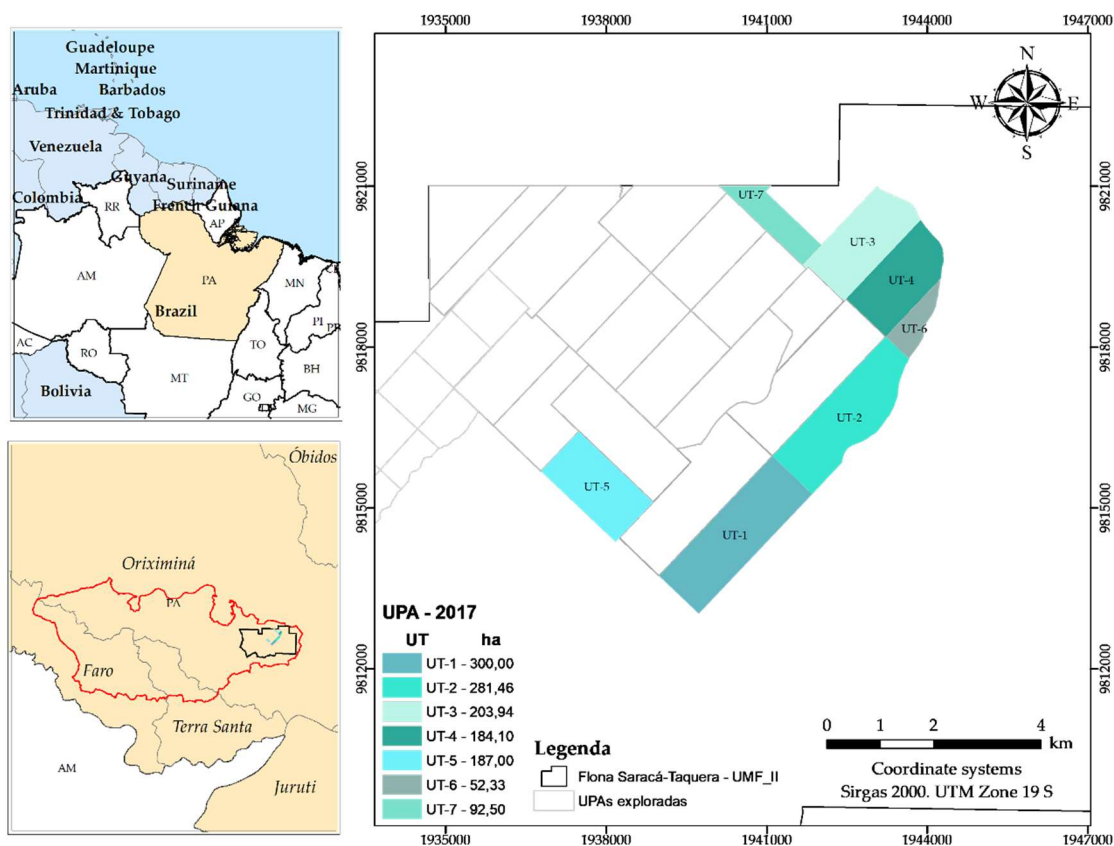 Guadeloupe
Martinique
Aruba
Barbados
Trinidad & Tobago
Venezuela
Guyana
Suriname
Colombia
French Guiana
RR
AP
AM
PA
MN
Brazil
PI
AC
RO
TO
BH
MT
Bolivia
GO
MG
Óbidos
Oriximiná
PA
Faro
Terra Santa
AM
Juruti
1935000 1938000 1941000 1944000 1947000
N
W E
S
9821000 9821000
UT-7
UT-3
UT-4
UT-6
9818000 9818000
UT-2
UT-5
9815000 9815000
UT-1
UPA - 2017
UT ha
UT-1 - 300,00
UT-2 - 281,46
UT-3 - 203,94
UT-4 - 184,10
UT-5 - 187,00
UT-6 - 52,33
UT-7 - 92,50
9812000 9812000
Legenda
Flona Saracá-Taquera - UMF_II
UPAs exploradas
0 1 2 4
km
Coordinate systems
Sirgas 2000. UTM Zone 19 S
1935000 1938000 1941000 1944000 1947000